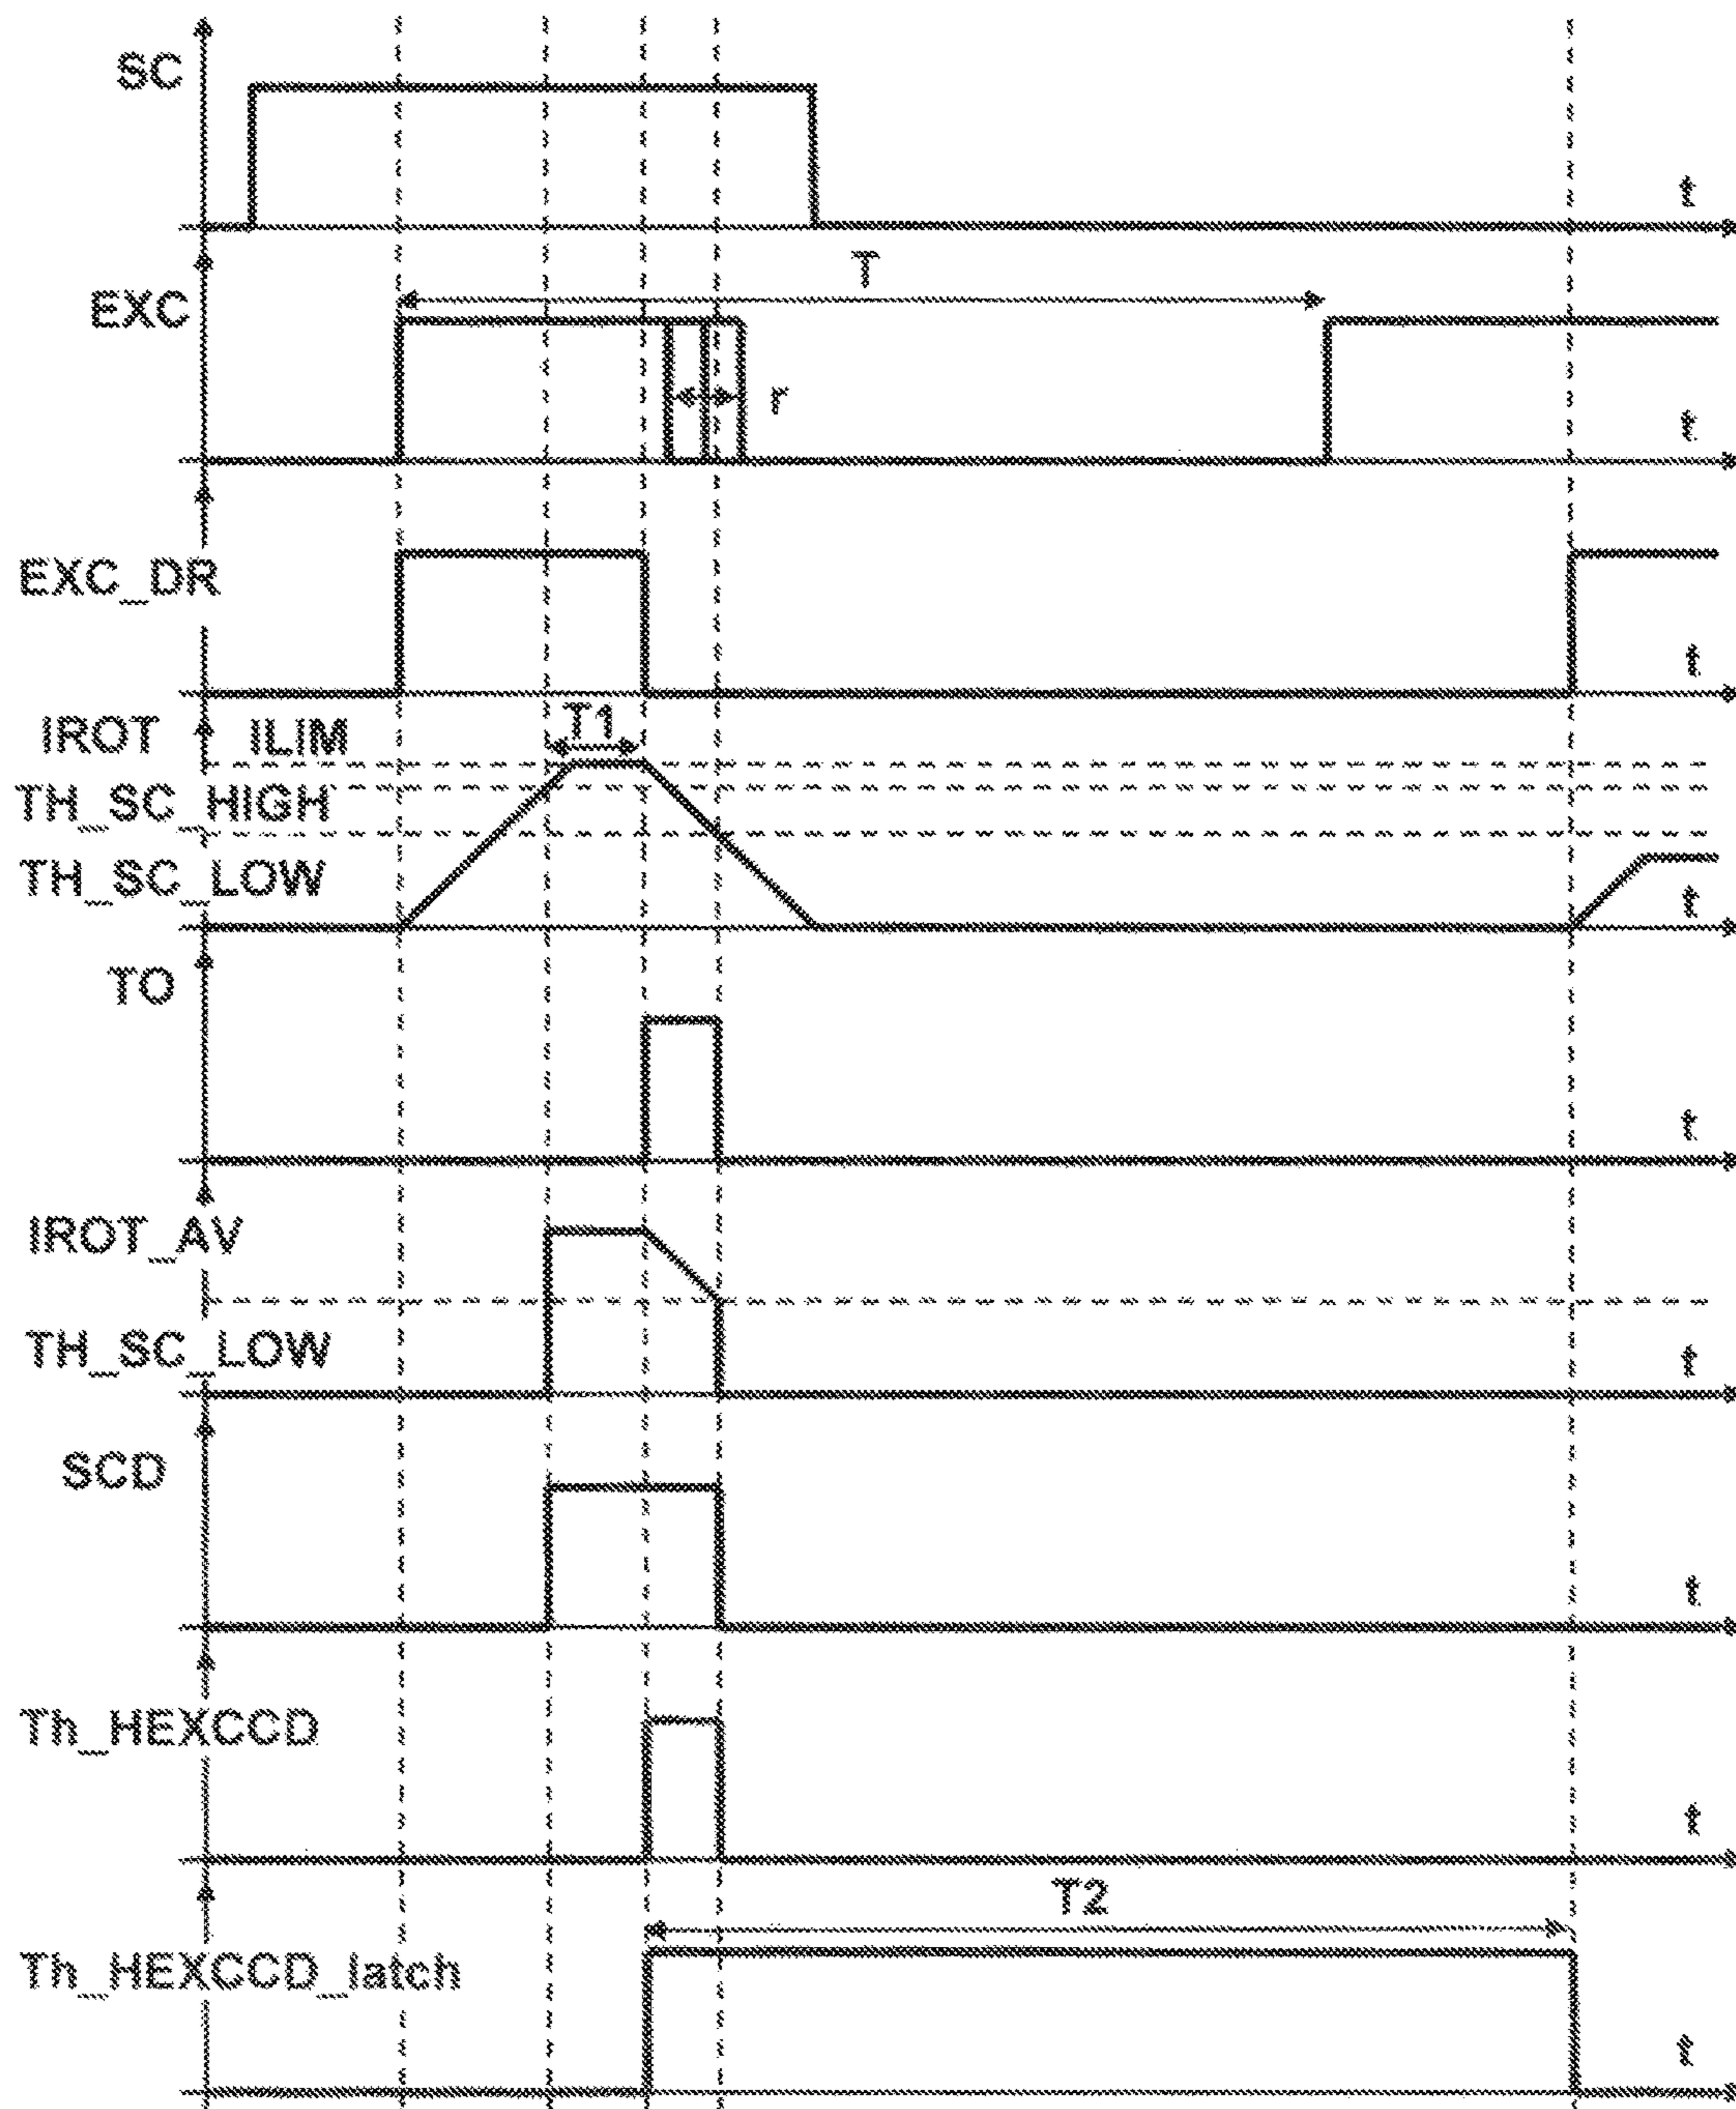 SC
t
T
EXC
r
t
EXC_DR
t
IROT ILIM T1
TH_SC_HIGH
TH_SC_LOW
t
TO
t
IROT_AV
TH_SC_LOW
t
SCD
t
Th_HEXCCD
t
T2
Th_HEXCCD_latch
t